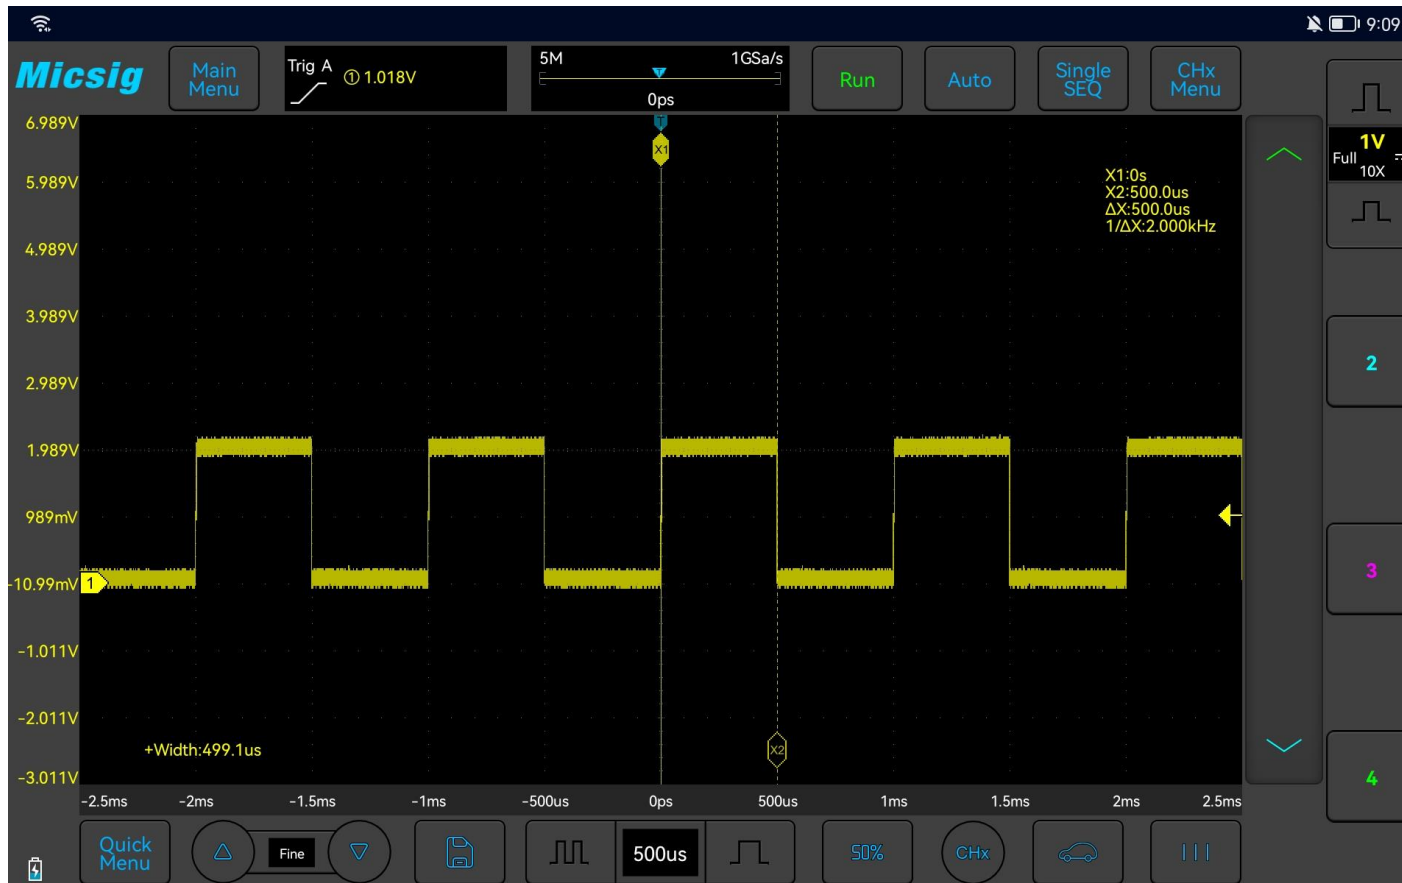 9:09
Micsig
Main
Menu
Trig A
① 1.018V
5M
1GSa/s
T
0ps
Run
Auto
Single
SEQ
CHx
Menu
6.989V
5.989V
4.989V
3.989V
2.989V
1.989V
989mV
-10.99mV
-1.011V
-2.011V
-3.011V
T
X1
X1:0s
X2:500.0us
ΔX:500.0us
1/ΔX:2.000kHz
1
+Width:499.1us
X2
-2.5ms
-2ms
-1.5ms
-1ms
-500us
0ps
500us
1ms
1.5ms
2ms
2.5ms
1V
Full
10X
2
3
4
Quick
Menu
Fine
500us
50%
CHx